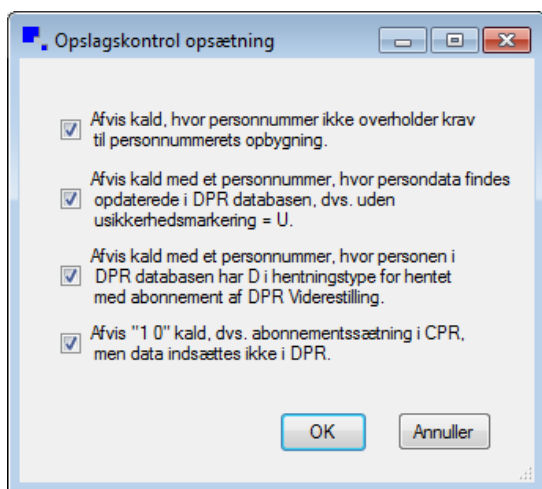 Opslagskontrol opsætning
Afvis kald, hvor personnummer ikke overholder krav
til personnummerets opbygning.
Afvis kald med et personnummer, hvor persondata findes
opdaterede i DPR databasen, dvs. uden
usikkerhedsmarkering = U.
Afvis kald med et personnummer, hvor personen i
DPR databasen har D i hentningstype for hentet
med abonnement af DPR Viderestilling.
Afvis "1 0" kald, dvs. abonnementssætning i CPR,
men data indsættes ikke i DPR.
OK
Annuller